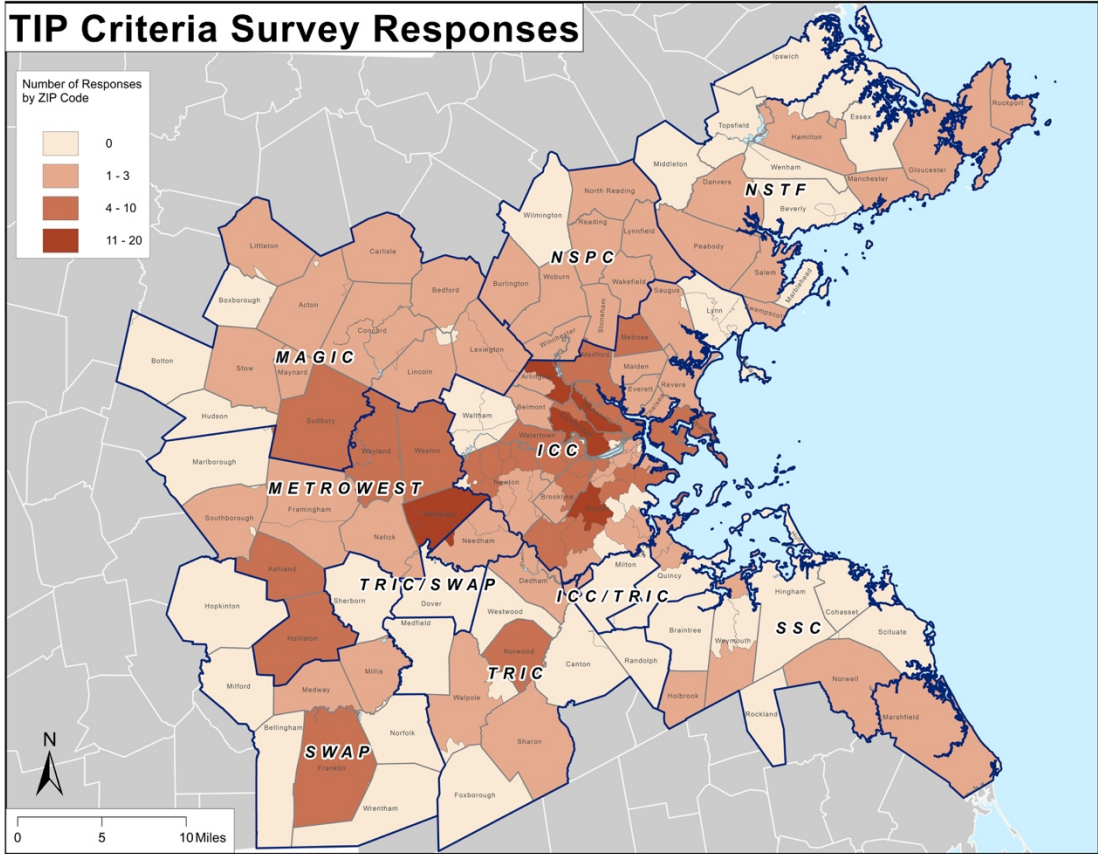 TIP Criteria Survey Responses
Number of Responses
by ZIP Code
0
1 - 3
4 - 10
11 - 20
Ipswich
Rockport
Essex
Topsfield
Hamilton
Gloucester
Wenham
Middleton
Manchester
Danvers
NSTF
North Reading
Beverly
Wilmington
Reading
Lynnfield
Peabody
Littleton
Carlisle
NSPC
Salem
Marblehead
Burlington
Woburn
Wakefield
Bedford
Saugus
Boxborough
Acton
Stoneham
Lynn
Swampscott
Concord
Winchester
Melrose
Bolton
MAGIC
Lexington
Medford
Stow
Maynard
Lincoln
Arlington
Malden
Revere
Everett
Chelsea
Hudson
Belmont
Sudbury
Waltham
Watertown
Wayland
Weston
ICC
Marlborough
METROWEST
Newton
Brookline
Framingham
Southborough
Natick
Needham
Ashland
Milton
TRIC/SWAP
Dedham
Quincy
Hopkinton
Sherborn
Dover
ICC/TRIC
Hingham
Westwood
Cohasset
Medfield
Holliston
Braintree
Weymouth
SSC
Scituate
Norwood
Canton
Randolph
Millis
TRIC
Milford
Medway
Walpole
Holbrook
Norwell
Rockland
Bellingham
Norfolk
Marshfield
Sharon
SWAP
Franklin
Foxborough
Wrentham
N
0 5 10 Miles